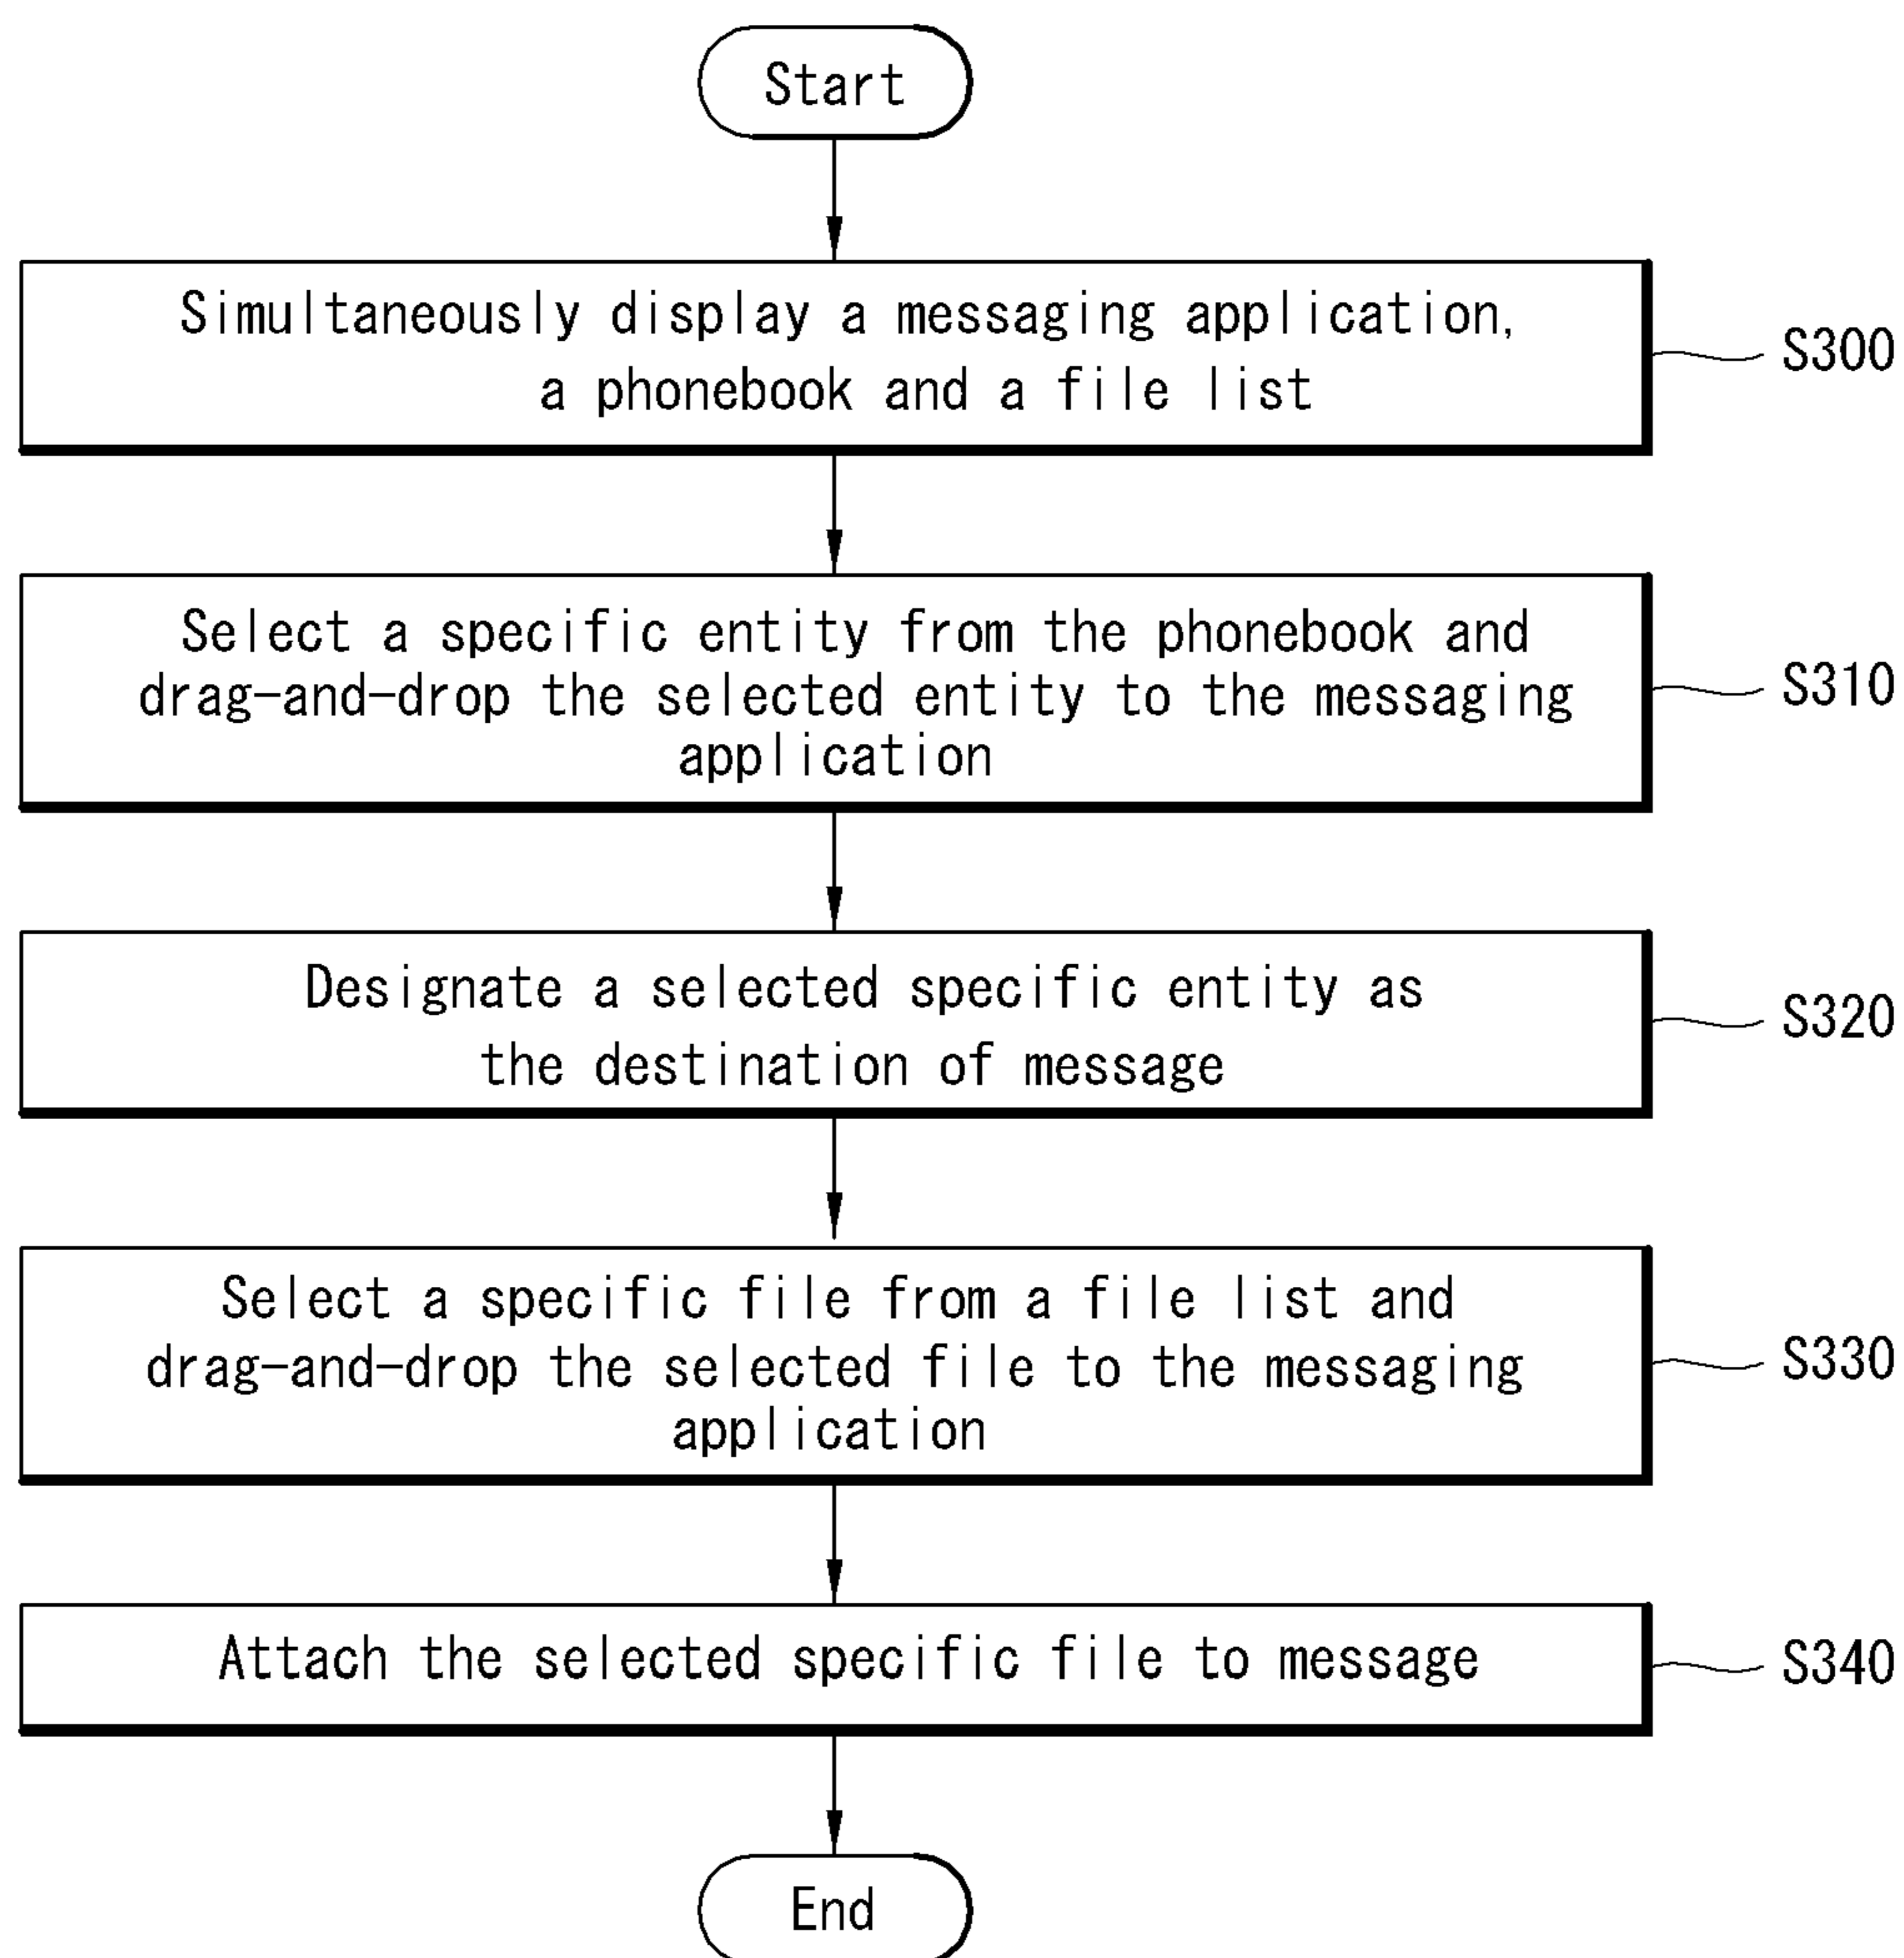 Start
Simultaneously display a messaging application,
a phonebook and a file list
S300
Select a specific entity from the phonebook and
drag-and-drop the selected entity to the messaging
application
S310
Designate a selected specific entity as
the destination of message
S320
Select a specific file from a file list and
drag-and-drop the selected file to the messaging
application
S330
Attach the selected specific file to message
S340
End